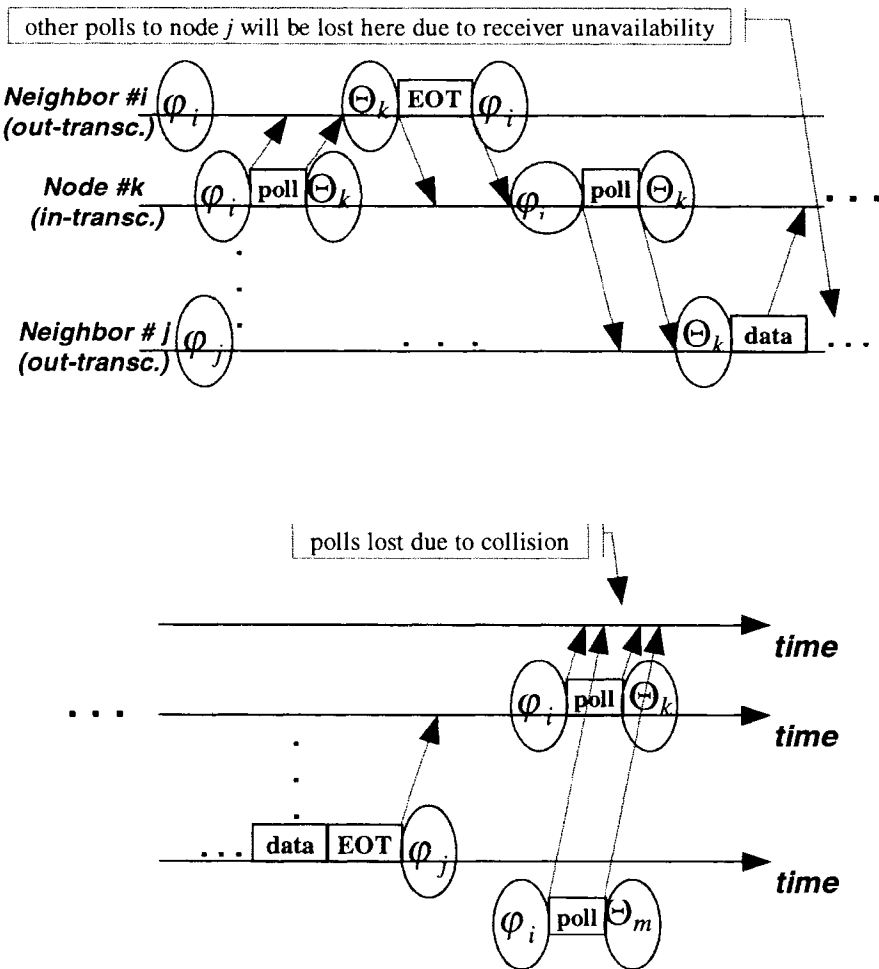 other polls to node j will be lost here due to receiver unavailability
Neighbor #i
(out-transc.)
φi
Θk
EOT
φi
Node #k
(in-transc.)
φi
poll
Θk
φi
poll
Θk
...
Neighbor # j
(out-transc.)
φj
...
Θk
data
...
polls lost due to collision
time
...
φi
poll
Θk
time
...
data
EOT
φj
time
φi
poll
Θm